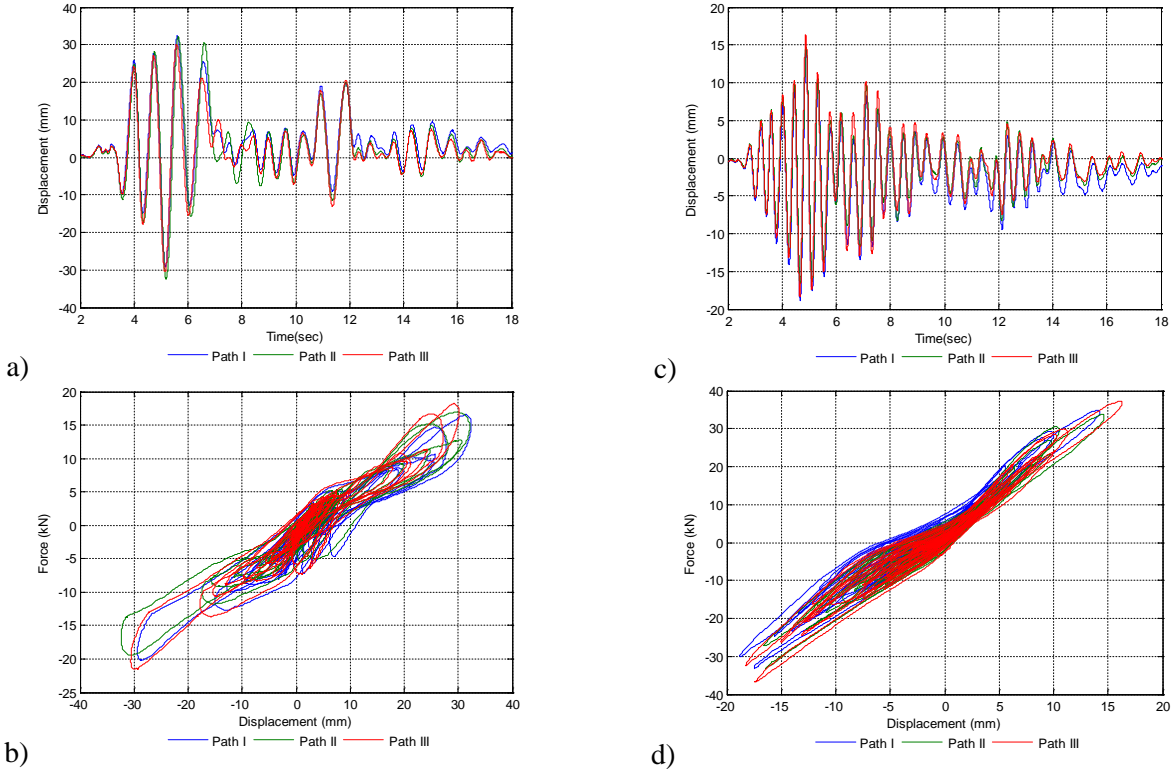 40
30
20
10
0
-10
-20
-30
40
Displacement (mm)
2 4 6 8 10 12 14 16 18
Time(sec)
Path I Path II Path III
a)
20
15
10
5
0
-5
-10
-15
20
Displacement (mm)
2 4 6 8 10 12 14 16 18
Time(sec)
Path I Path II Path III
c)
20
15
10
5
0
-5
-10
-15
-20
-25
Force (kN)
-40 -30 -20 -10 0 10 20 30 40
Displacement (mm)
Path I Path II Path III
b)
40
30
20
10
0
-10
-20
-30
-40
Force (kN)
-20 -15 -10 -5 0 5 10 15 20
Displacement (mm)
Path I Path II Path III
d)